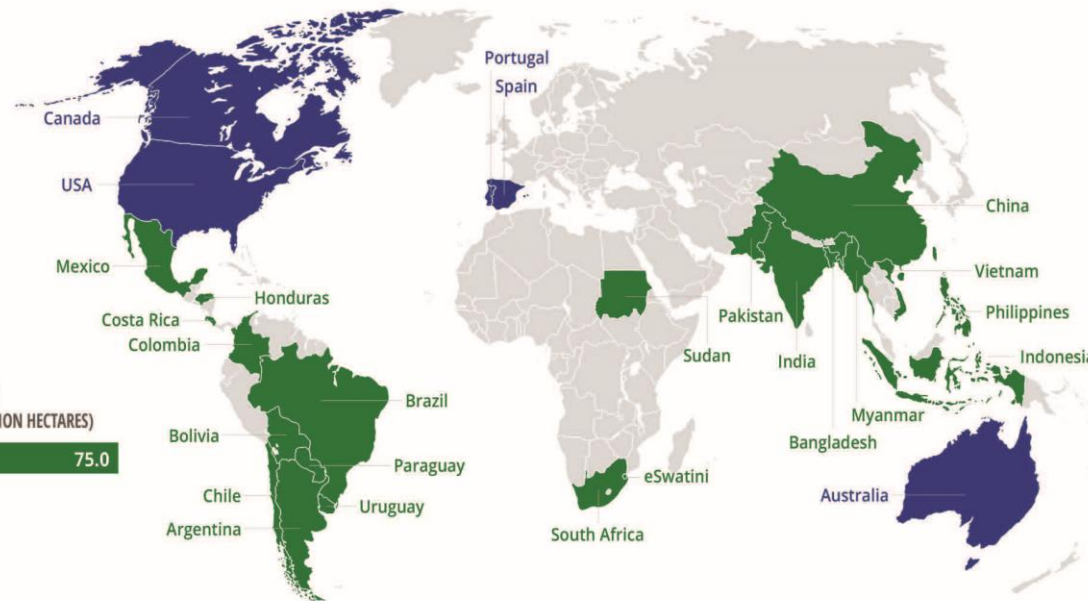 Portugal
Spain
Canada
USA
China
Mexico
Vietnam
Honduras
Philippines
Costa Rica
Pakistan
Colombia
Sudan
India
Indonesia
Brazil
ION HECTARES)
Myanmar
Bolivia
Bangladesh
75.0
Paraguay
eSwatini
Chile
Uruguay
Australia
Argentina
South Africa